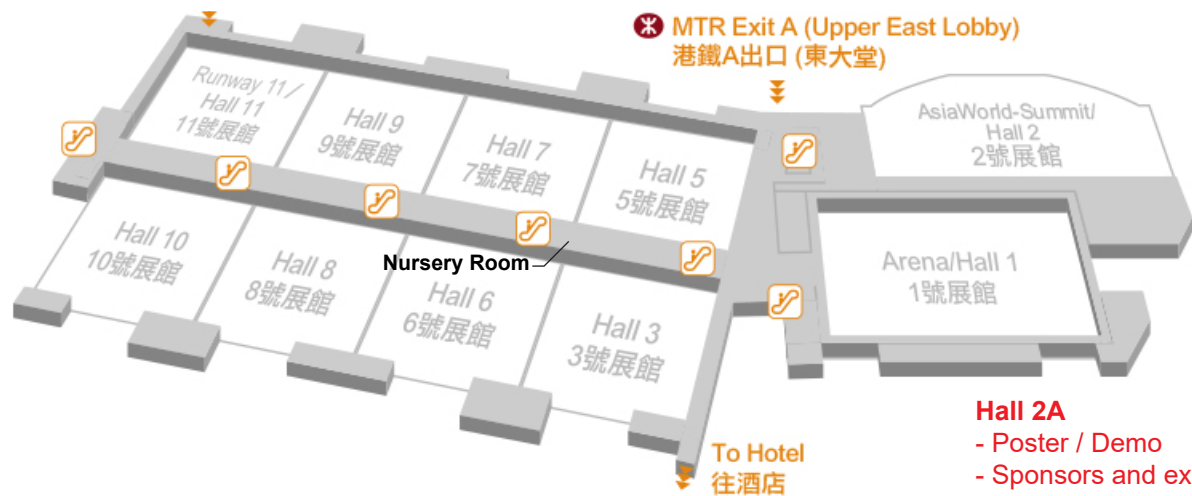 MTR Exit A (Upper East Lobby)
港鐵A出口 (東大堂)
Runway 11/
Hall 11
11號展館
Hall 9
9號展館
Hall 7
7號展館
Hall 5
5號展館
AsiaWorld-Summit/
Hall 2
2號展館
Hall 10
10號展館
Hall 8
8號展館
Nursery Room
Hall 6
6號展館
Hall 3
3號展館
Arena/Hall 1
1號展館
Hall 2A
- Poster / Demo
- Sponsors and ex
To Hotel
往酒店